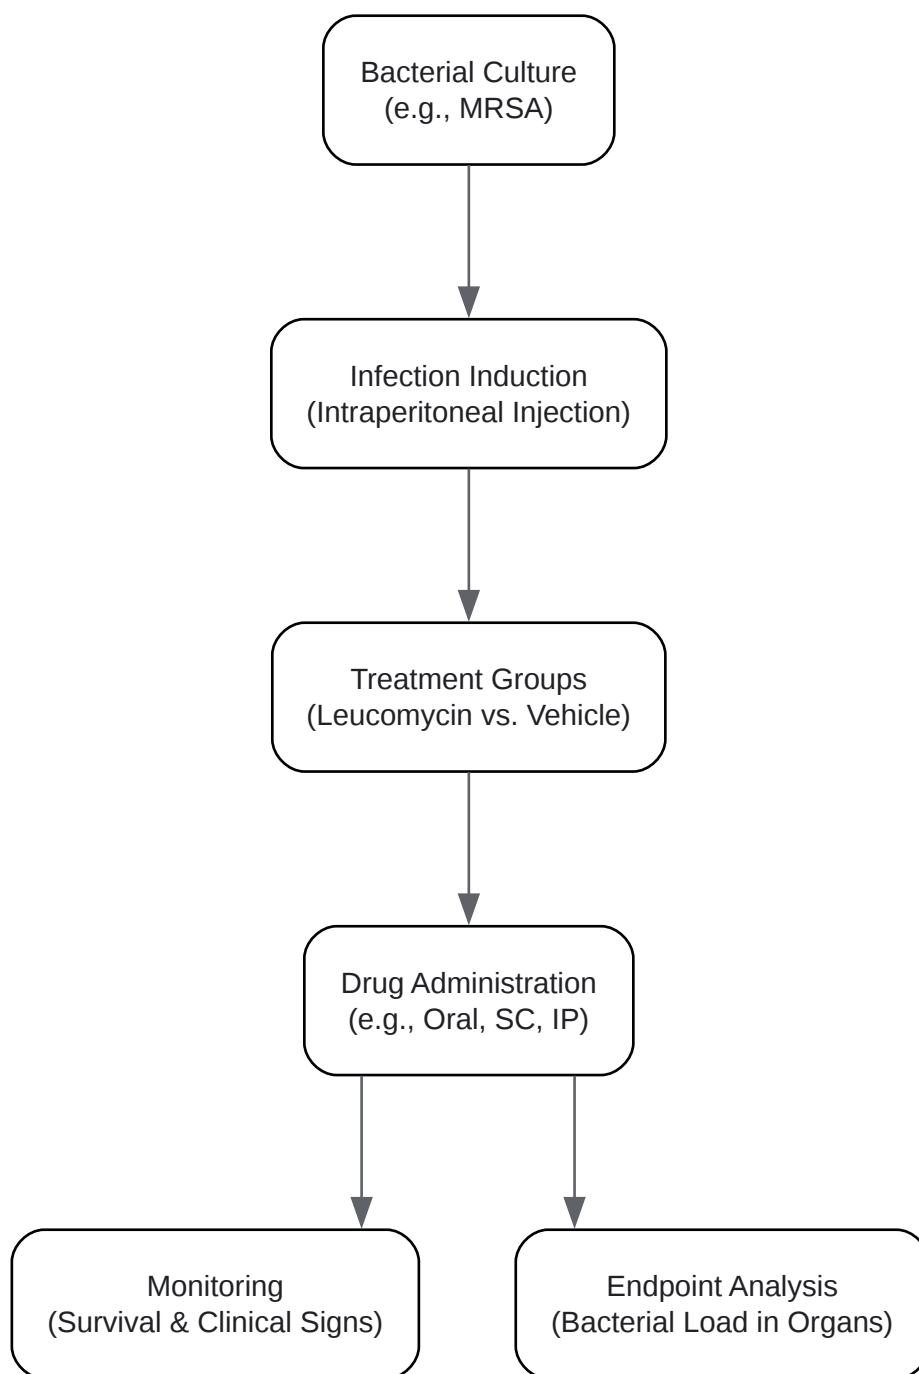 Bacterial Culture
(e.g., MRSA)
Infection Induction
(Intraperitoneal Injection)
Treatment Groups
(Leucomycin vs. Vehicle)
Drug Administration
(e.g., Oral, SC, IP)
Monitoring
(Survival & Clinical Signs)
Endpoint Analysis
(Bacterial Load in Organs)